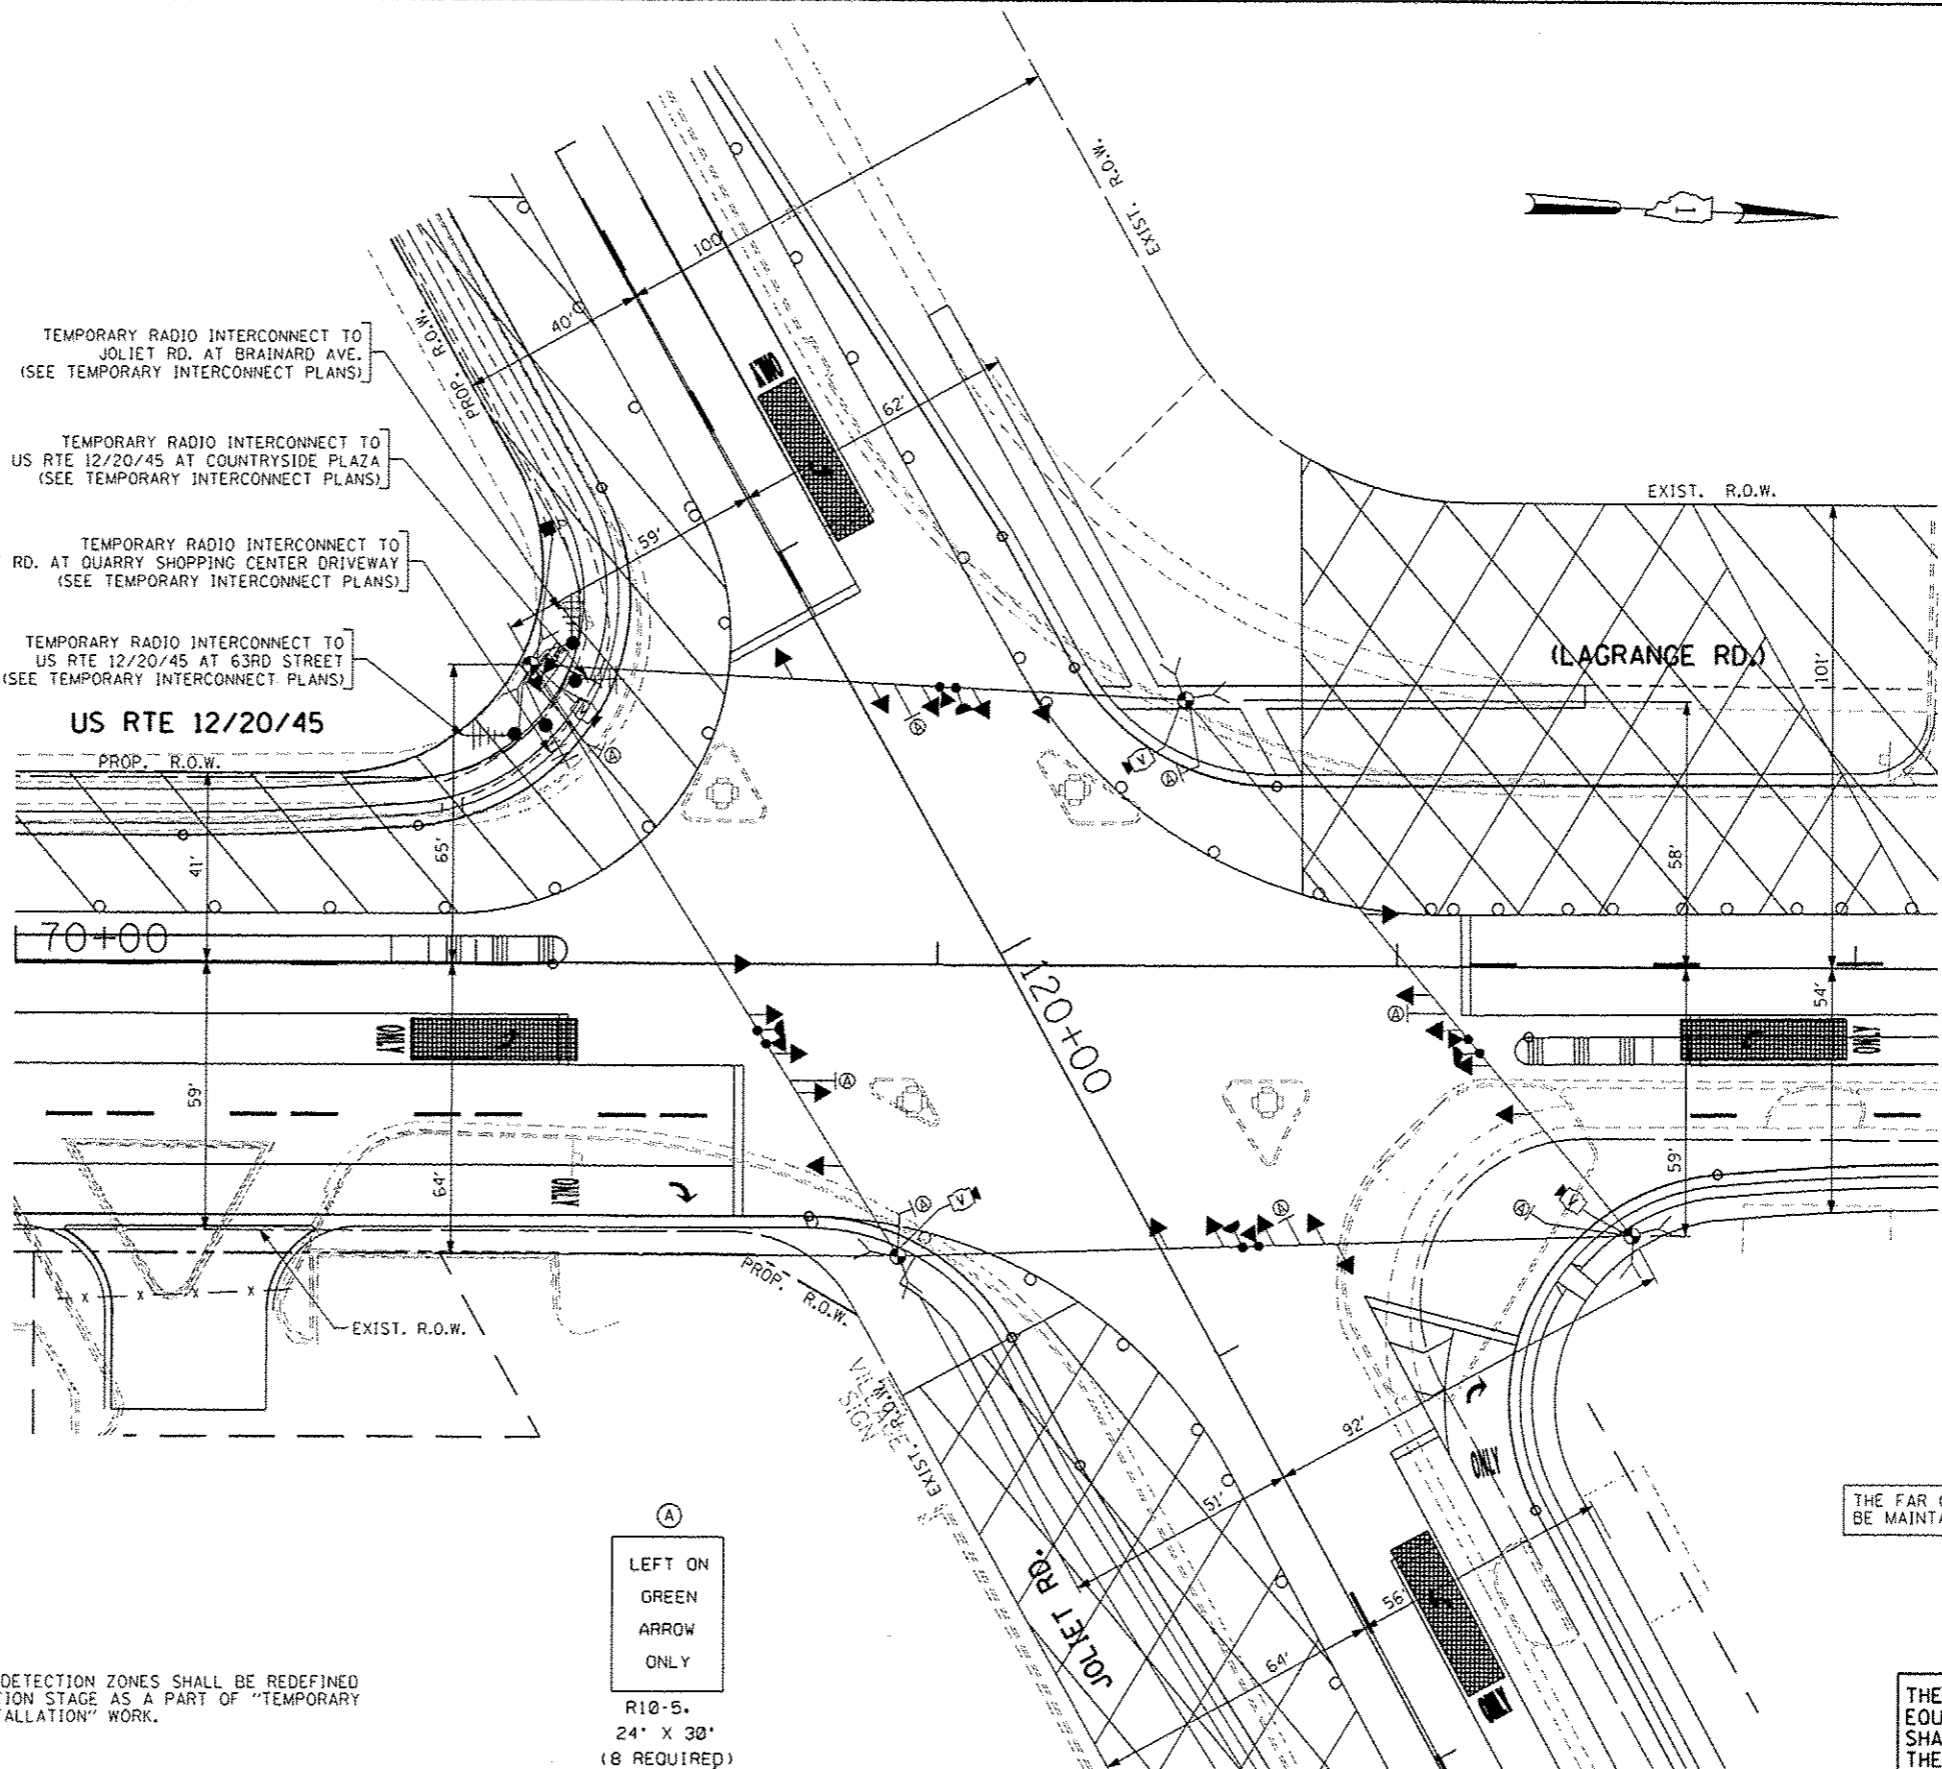 EXIST. R.O.W.
100'
40'
PROP. R.O.W.
TEMPORARY RADIO INTERCONNECT TO
JOLIET RD. AT BRAINARD AVE.
(SEE TEMPORARY INTERCONNECT PLANS)
ONLY
62'
TEMPORARY RADIO INTERCONNECT TO
US RTE 12/20/45 AT COUNTRYSIDE PLAZA
(SEE TEMPORARY INTERCONNECT PLANS)
EXIST. R.O.W.
59'
TEMPORARY RADIO INTERCONNECT TO
RD. AT QUARRY SHOPPING CENTER DRIVEWAY
(SEE TEMPORARY INTERCONNECT PLANS)
TEMPORARY RADIO INTERCONNECT TO
US RTE 12/20/45 AT 63RD STREET
(SEE TEMPORARY INTERCONNECT PLANS)
(LAGRANGE RD.)
101'
US RTE 12/20/45
A
A
V
A
PROP. R.O.W.
41'
65'
58'
70+00
120+00
54'
A
ONLY
ONLY
A
59'
64'
ONLY
59'
A
V
A
A
V
PROP. R.O.W.
EXIST. R.O.W.
VILLAGE
SIGN
EXIST. R.O.W.
92'
ONLY
51'
THE FAR
BE MAINTA
A
LEFT ON
GREEN
ARROW
ONLY
R10-5.
24" X 30"
(8 REQUIRED)
JOLIET RD.
56'
64'
ONLY
DETECTION ZONES SHALL BE REDEFINED
TION STAGE AS A PART OF "TEMPORARY
TALLATION" WORK.
THE
EQU
SHA
THE